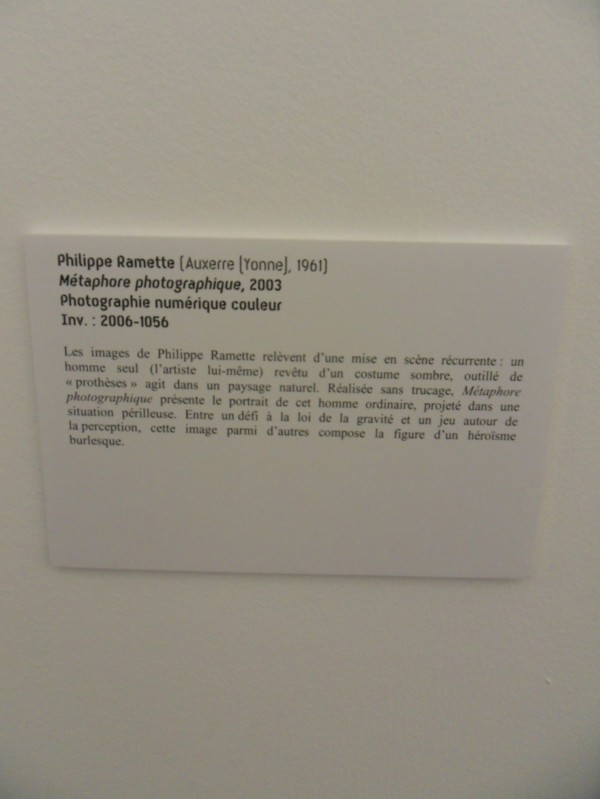 Philippe Ramette (Auxerre (Yonne), 1961)
Métaphore photographique, 2003
Photographie numérique couleur
Inv. : 2006-1056
Les images de Philippe Ramette relèvent d'une mise en scène récurrente : un
homme seul (l'artiste lui-même) revêtu d'un costume sombre, outillé de
« prothèses » agit dans un paysage naturel. Réalisée sans trucage, Métaphore
photographique présente le portrait de cet homme ordinaire, projeté dans une
situation périlleuse. Entre un défi à la loi de la gravité et un jeu autour de
la perception, cette image parmi d'autres compose la figure d'un héroïsme
burlesque.